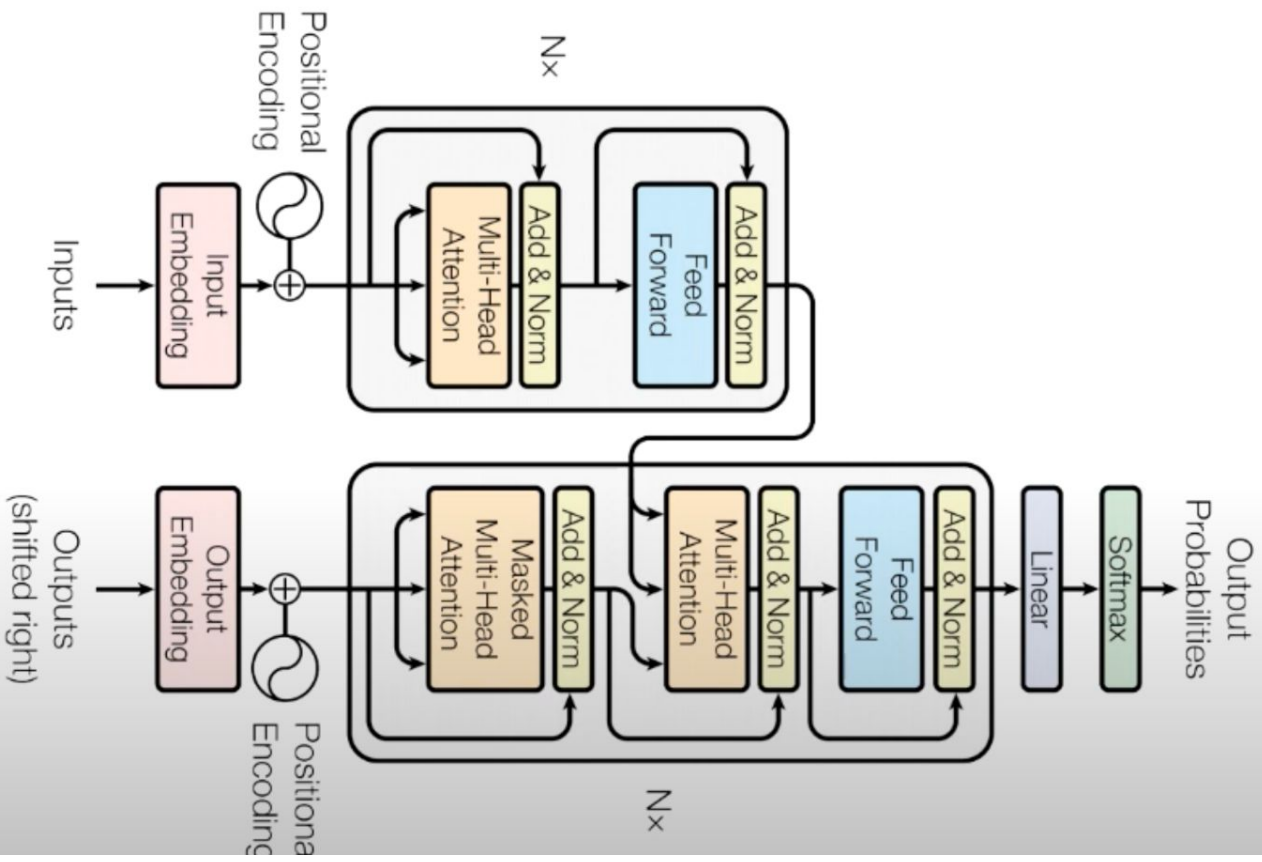 Output
Probabilities
Softmax
Linear
Add & Norm
Feed
Forward
Add & Norm
Multi-Head
Attention
Add & Norm
Masked
Multi-Head
Attention
Nx
Add & Norm
Feed
Forward
Add & Norm
Multi-Head
Attention
Nx
Positional
Encoding
Positiona
Encoding
Input
Embedding
Output
Embedding
Inputs
Outputs
(shifted right)